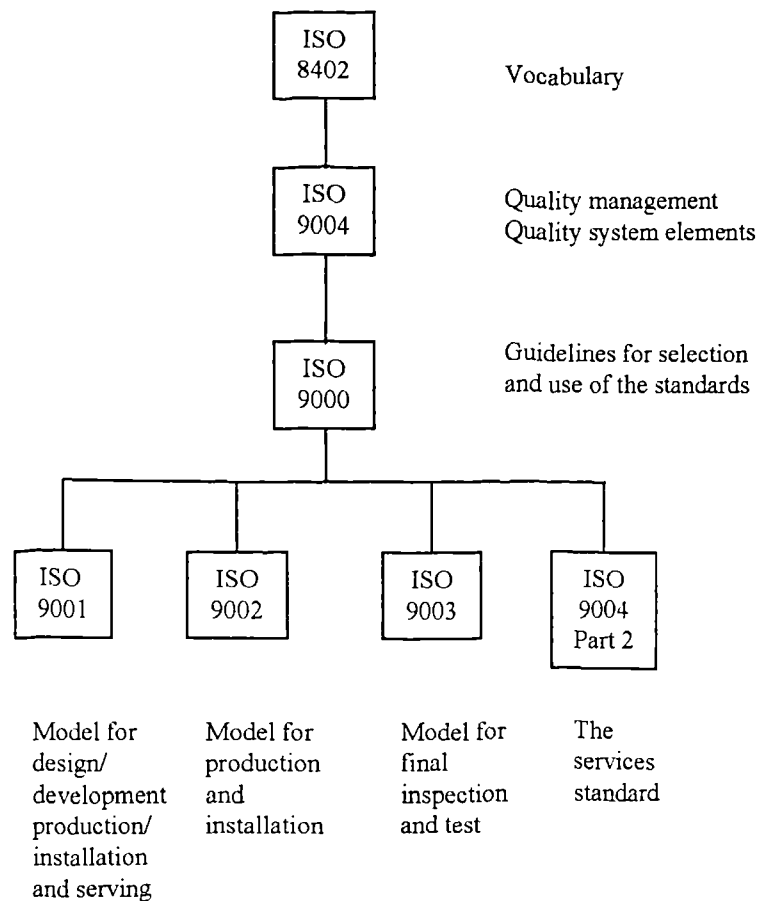 ISO
8402
Vocabulary
ISO
9004
Quality management
Quality system elements
ISO
9000
Guidelines for selection
and use of the standards
ISO
9001
ISO
9002
ISO
9003
ISO
9004
Part 2
Model for
design/
development
production/
installation
and serving
Model for
production
and
installation
Model for
final
inspection
and test
The
services
standard